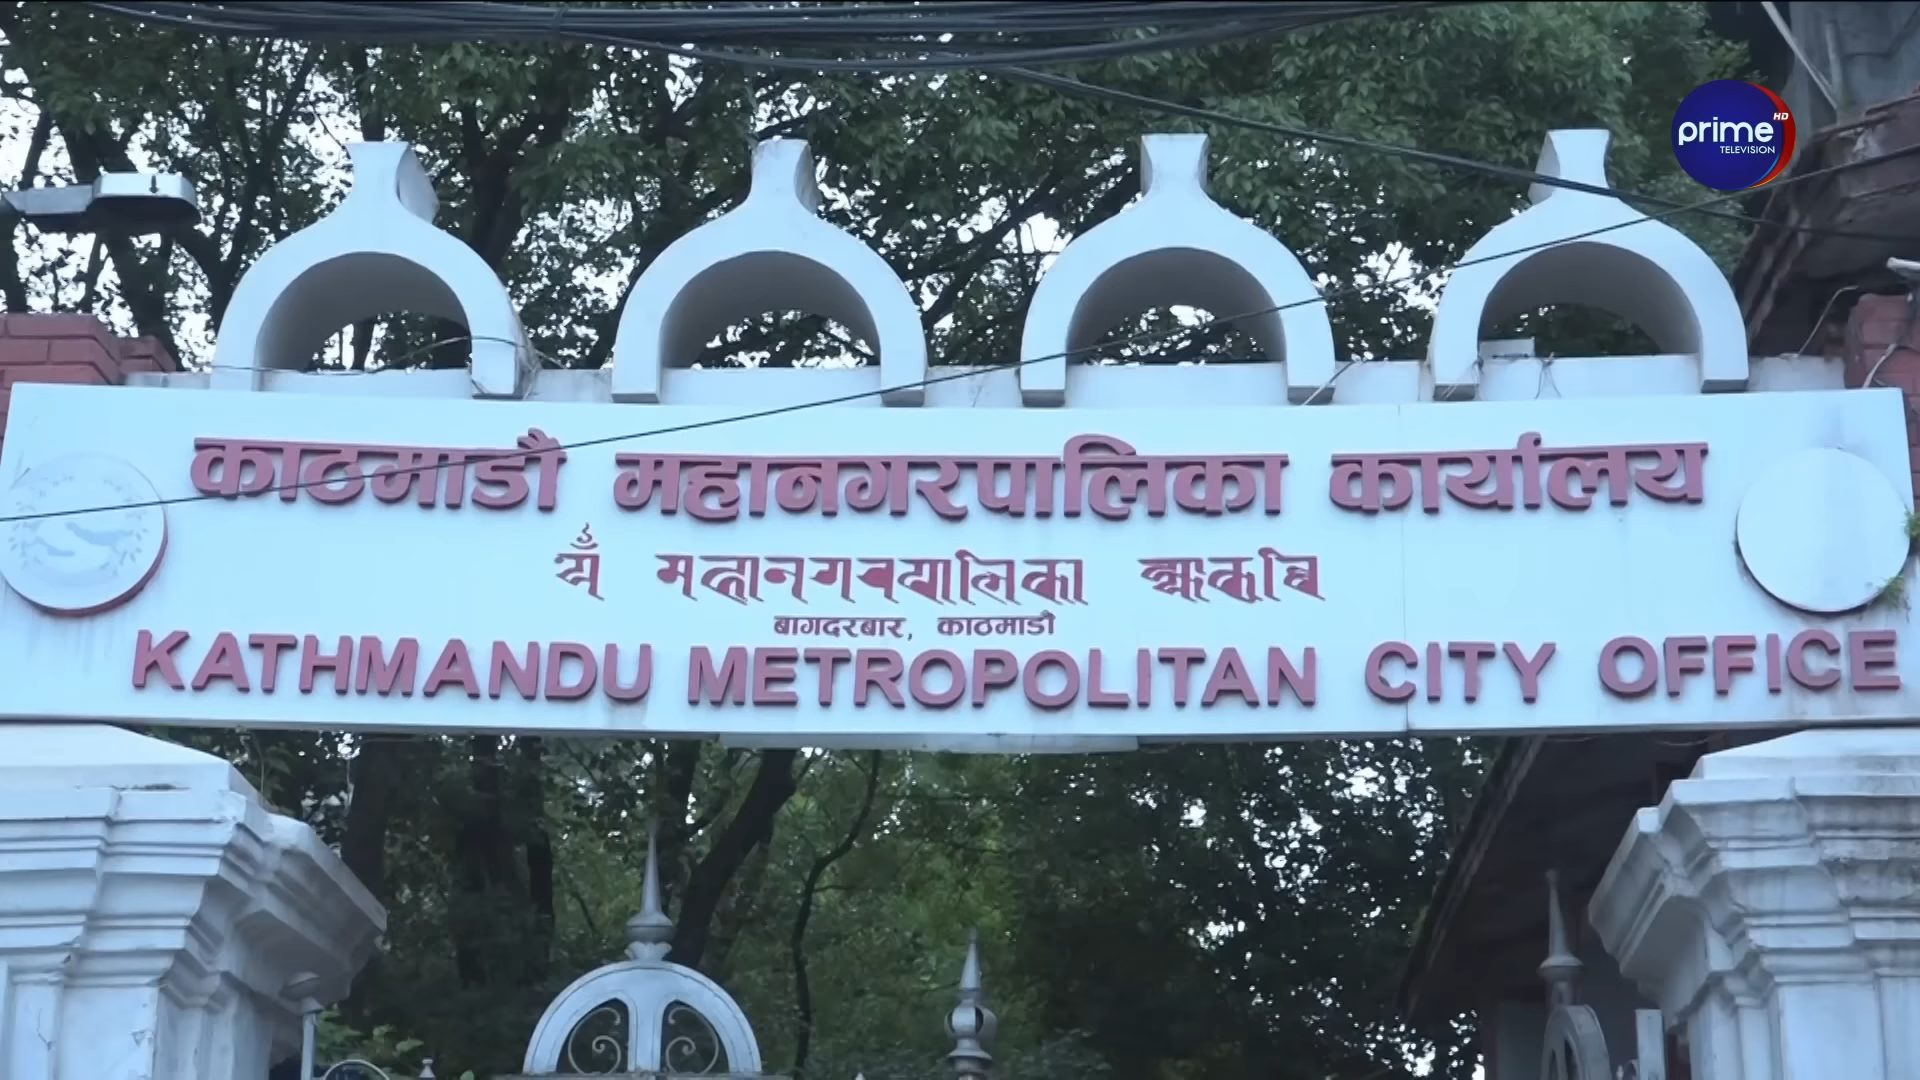 prime HD
TELEVISION
काठमाडौं महानगरपालिका कार्यालय
बागदरबार, काठमाडौं
KATHMANDU METROPOLITAN CITY OFFICE